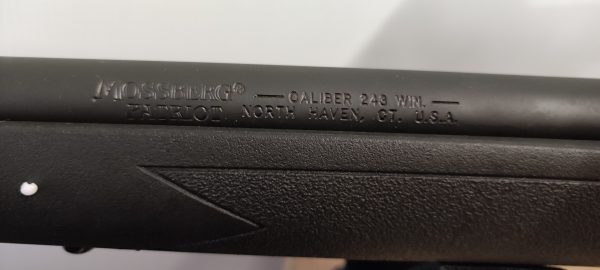 MOSSBERG® — CALIBER 243 WIN. —
PATRIOT NORTH HAVEN, CT. U.S.A.